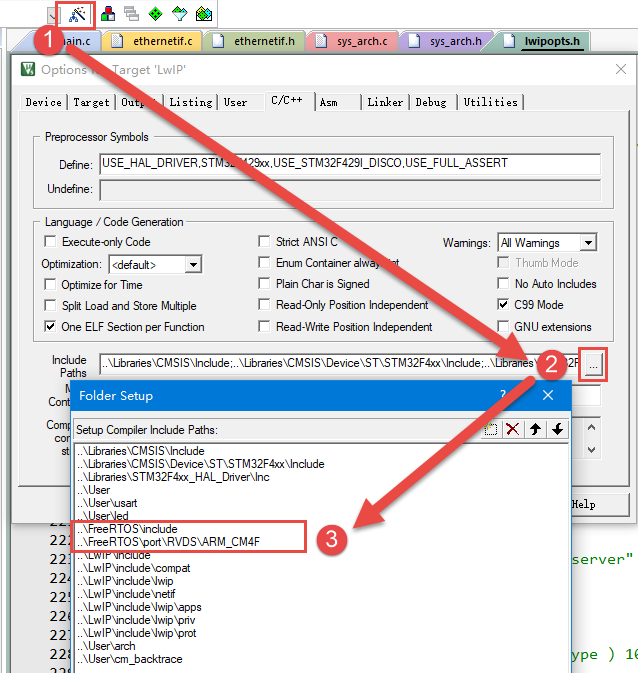 main.c
ethernetif.c
ethernetif.h
sys_arch.c
sys_arch.h
lwipopts.h
1
Options for Target 'LwIP'
Device
Target
Output
Listing
User
C/C++
Asm
Linker
Debug
Utilities
Preprocessor Symbols
Define:
USE_HAL_DRIVER,STM32F429xx,USE_STM32F429I_DISCO,USE_FULL_ASSERT
Undefine:
Language / Code Generation
Execute-only Code
Strict ANSI C
Warnings:
All Warnings
Optimization:
<default>
Enum Container always int
Thumb Mode
Optimize for Time
Plain Char is Signed
No Auto Includes
Split Load and Store Multiple
Read-Only Position Independent
C99 Mode
One ELF Section per Function
Read-Write Position Independent
GNU extensions
Include
Paths
..\Libraries\CMSIS\Include;..\Libraries\CMSIS\Device\ST\STM32F4xx\Include;..\Libraries\
2
...
Folder Setup
?
Setup Compiler Include Paths:
..\Libraries\CMSIS\Include
..\Libraries\CMSIS\Device\ST\STM32F4xx\Include
..\Libraries\STM32F4xx_HAL_Driver\Inc
..\User
..\User\usart
..\User\led
..\FreeRTOS\include
..\FreeRTOS\port\RVDS\ARM_CM4F
3
..\LwIP\include
..\LwIP\include\compat
..\LwIP\include\lwip
..\LwIP\include\netif
..\LwIP\include\lwip\apps
..\LwIP\include\lwip\priv
..\LwIP\include\lwip\prot
..\User\arch
..\User\cm_backtrace
Help
server"
ype ) 10